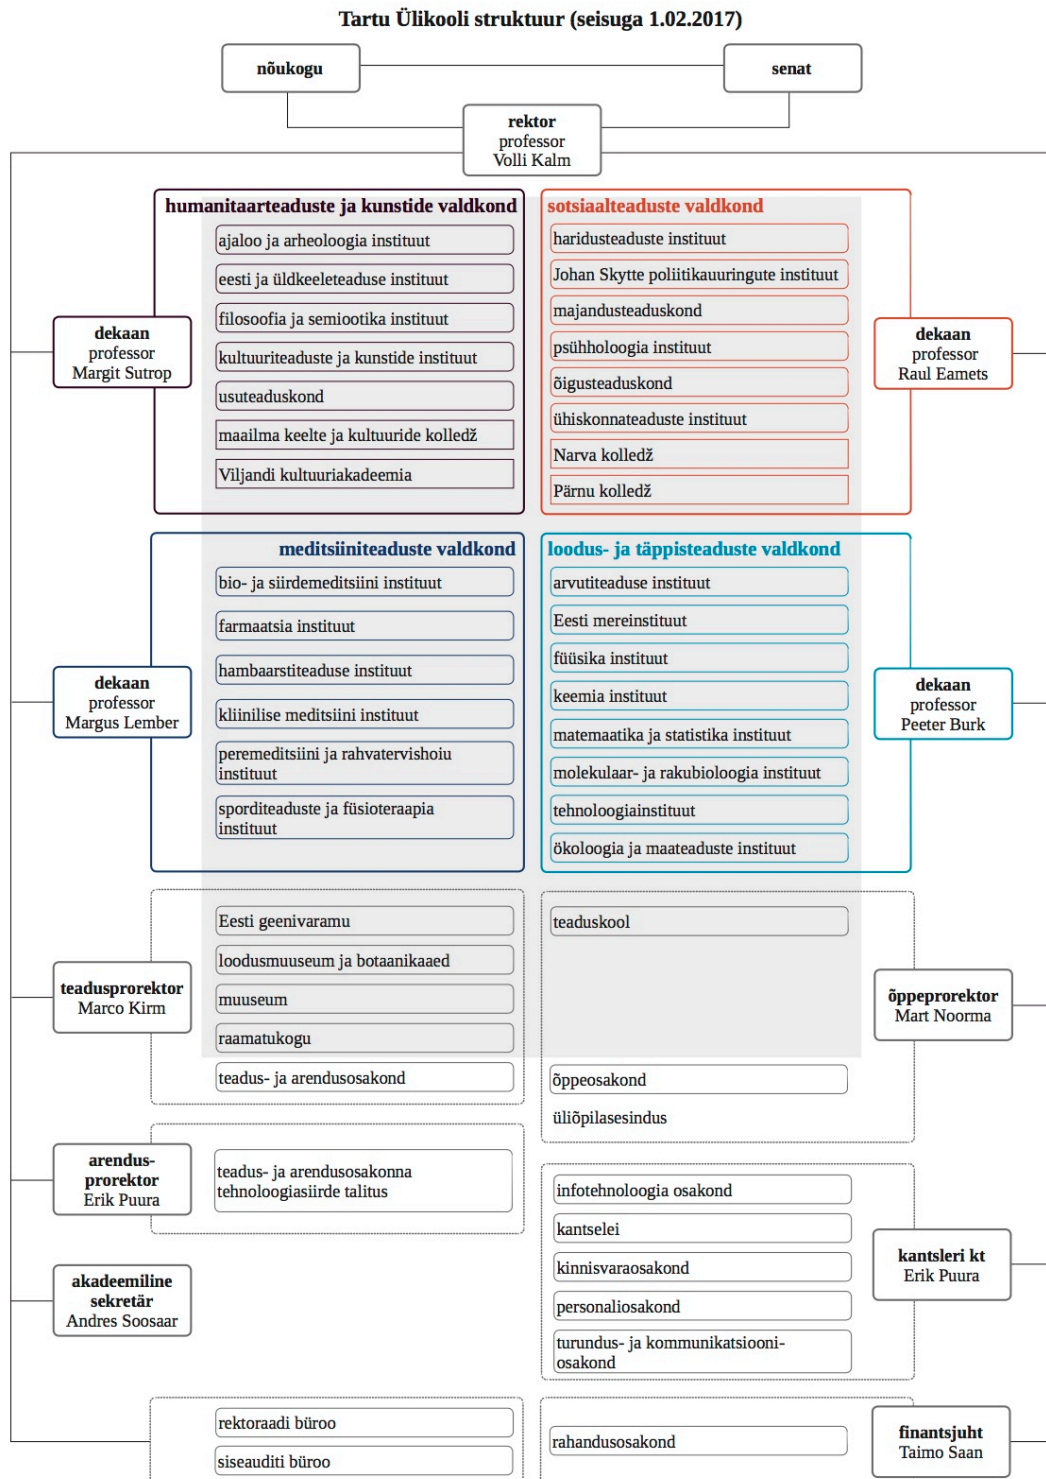 Tartu Ülikooli struktuur (seisuga 1.02.2017)
nõukogu
senat
rektor
professor
Volli Kalm
humanitaarteaduste ja kunstide valdkond
ajaloo ja arheoloogia instituut
eesti ja üldkeeleteaduse instituut
filosoofia ja semiootika instituut
kultuuriteaduste ja kunstide instituut
usuteaduskond
maailma keelte ja kultuuride kolledž
Viljandi kultuuriakadeemia
dekaan
professor
Margit Sutrop
sotsiaalteaduste valdkond
haridusteaduste instituut
Johan Skytte poliitikauuringute instituut
majandusteaduskond
psühholoogia instituut
õigusteaduskond
ühiskonnateaduste instituut
Narva kolledž
Pärnu kolledž
dekaan
professor
Raul Eamets
meditsiiniteaduste valdkond
bio- ja siirdemeditsiini instituut
farmaatsia instituut
hambaarstiteaduse instituut
kliinilise meditsiini instituut
peremeditsiini ja rahvatervishoiu
instituut
sporditeaduste ja füsioteraapia
instituut
dekaan
professor
Margus Lember
loodus- ja täppisteaduste valdkond
arvutiteaduse instituut
Eesti mereinstituut
füüsika instituut
keemia instituut
matemaatika ja statistika instituut
molekulaar- ja rakubioloogia instituut
tehnoloogiainstituut
ökoloogia ja maateaduste instituut
dekaan
professor
Peeter Burk
Eesti geenivaramu
loodusmuuseum ja botaanikaaed
muuseum
raamatukogu
teadus- ja arendusosakond
teadusprorektor
Marco Kirm
teaduskool
õppeosakond
üliõpilasesindus
õppeprorektor
Mart Noorma
arendus-
prorektor
Erik Puura
teadus- ja arendusosakonna
tehnoloogiasiirde talitus
infotehnoloogia osakond
kantselei
kinnisvaraosakond
personaliosakond
turundus- ja kommunikatsiooni-
osakond
kantsleri kt
Erik Puura
akadeemiline
sekretär
Andres Soosaar
rektoraadi büroo
siseauditi büroo
rahandusosakond
finantsjuht
Taimo Saan